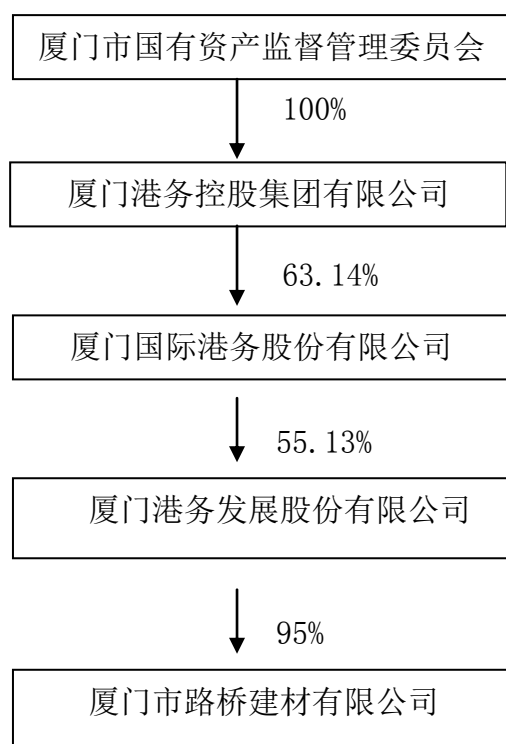 厦门市国有资产监督管理委员会
100%
厦门港务控股集团有限公司
63.14%
厦门国际港务股份有限公司
55.13%
厦门港务发展股份有限公司
95%
厦门市路桥建材有限公司